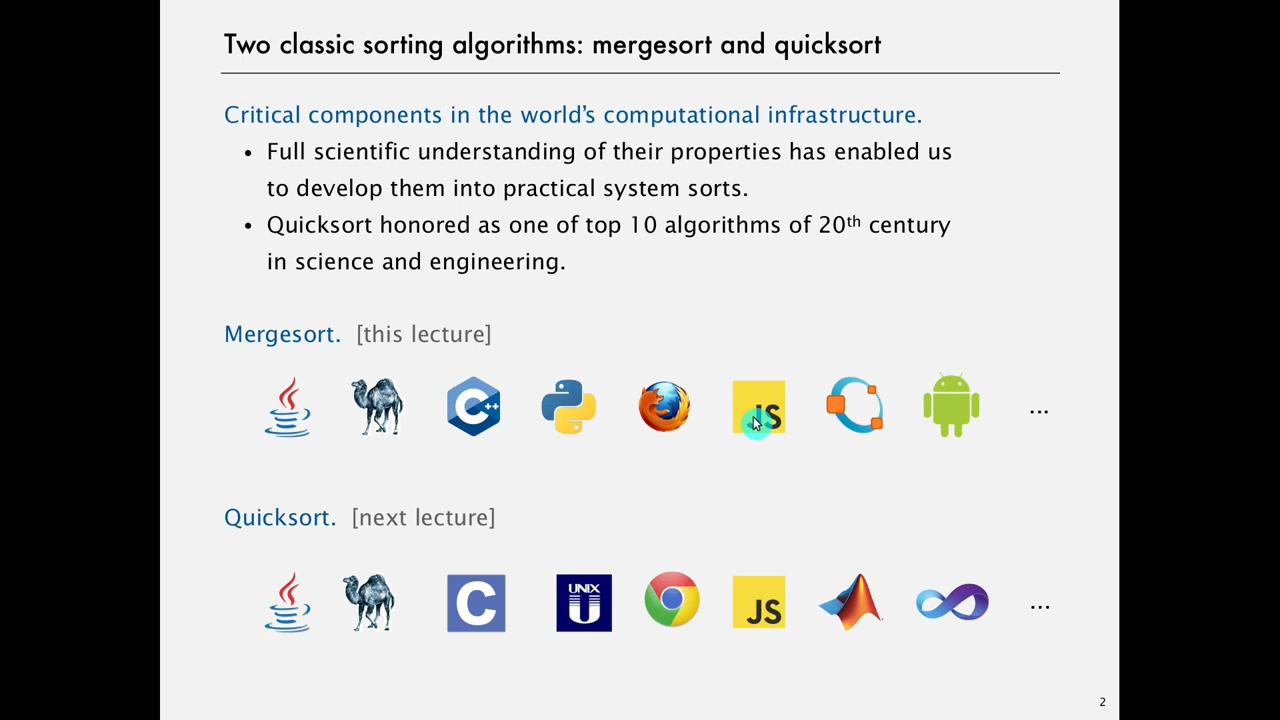 Two classic sorting algorithms: mergesort and quicksort
Critical components in the world’s computational infrastructure.
• Full scientific understanding of their properties has enabled us
to develop them into practical system sorts.
• Quicksort honored as one of top 10 algorithms of 20th century
in science and engineering.
Mergesort. [this lecture]
C++ JS ...
Quicksort. [next lecture]
C UNIX U JS ...
2